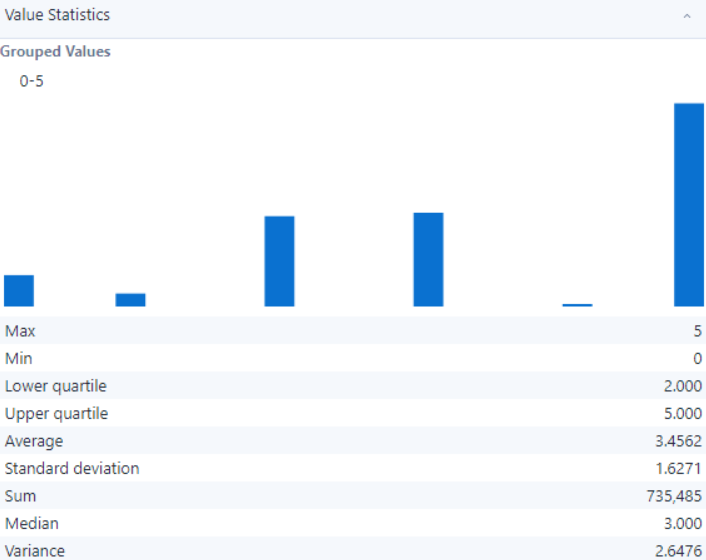 Value Statistics
Grouped Values
0-5
Max 5
Min 0
Lower quartile 2.000
Upper quartile 5.000
Average 3.4562
Standard deviation 1.6271
Sum 735,485
Median 3.000
Variance 2.6476